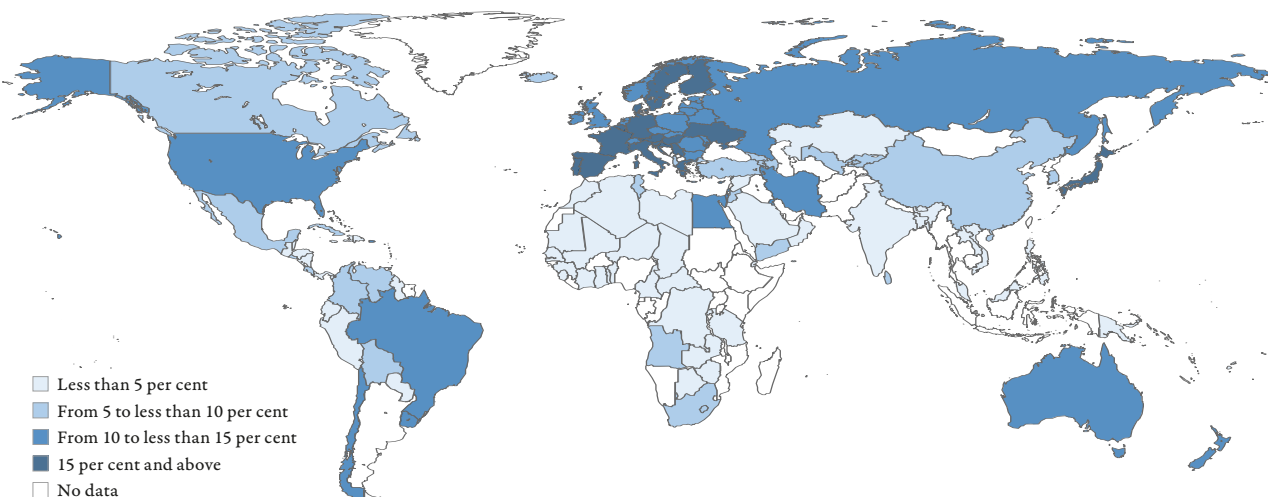 Less than 5 per cent
From 5 to less than 10 per cent
From 10 to less than 15 per cent
15 per cent and above
No data